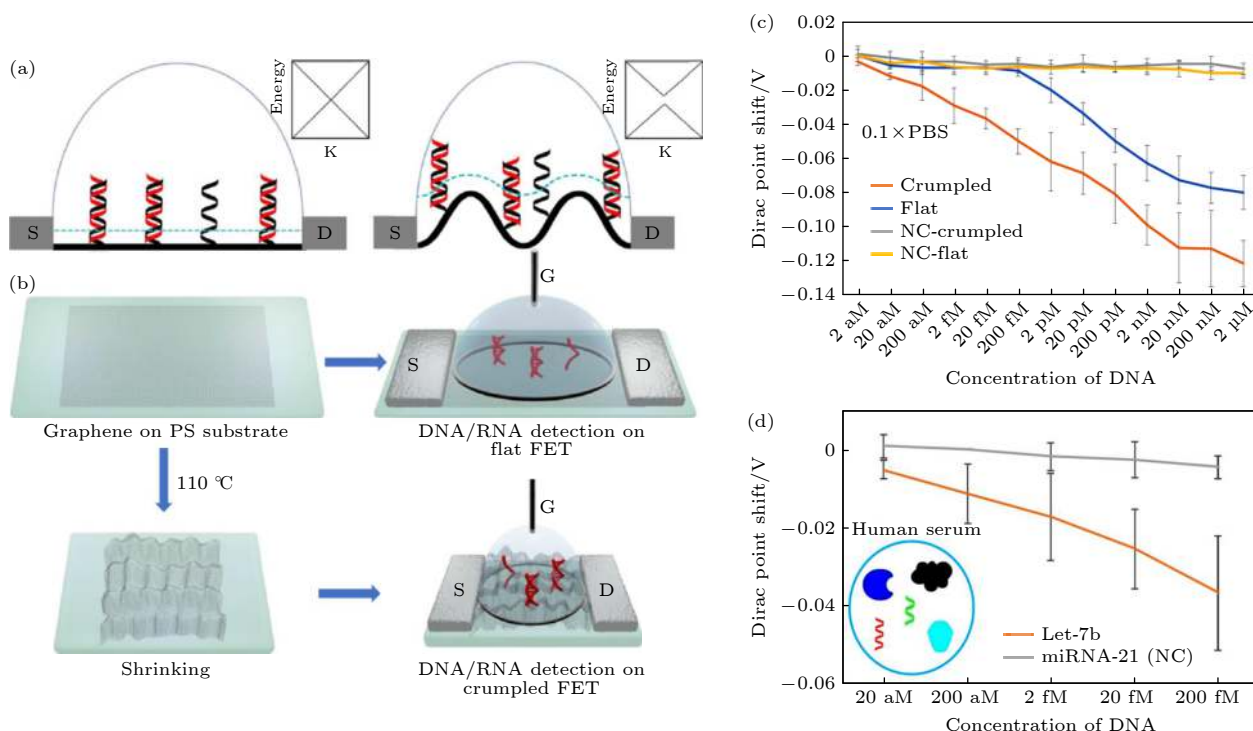 (a)
Energy
K
S
D
Energy
K
S
D
(b)
Graphene on PS substrate
G
S
D
DNA/RNA detection on
flat FET
110 ℃
Shrinking
G
S
D
DNA/RNA detection on
crumpled FET
(c)
Dirac point shift/V
0.02
0
−0.02
−0.04
−0.06
−0.08
−0.10
−0.12
−0.14
0.1×PBS
Crumpled
Flat
NC-crumpled
NC-flat
2 aM
20 aM
200 aM
2 fM
20 fM
200 fM
2 pM
20 pM
200 pM
2 nM
20 nM
200 nM
2 μM
Concentration of DNA
(d)
Dirac point shift/V
0
−0.02
−0.04
−0.06
Human serum
Let-7b
miRNA-21 (NC)
20 aM
200 aM
2 fM
20 fM
200 fM
Concentration of DNA